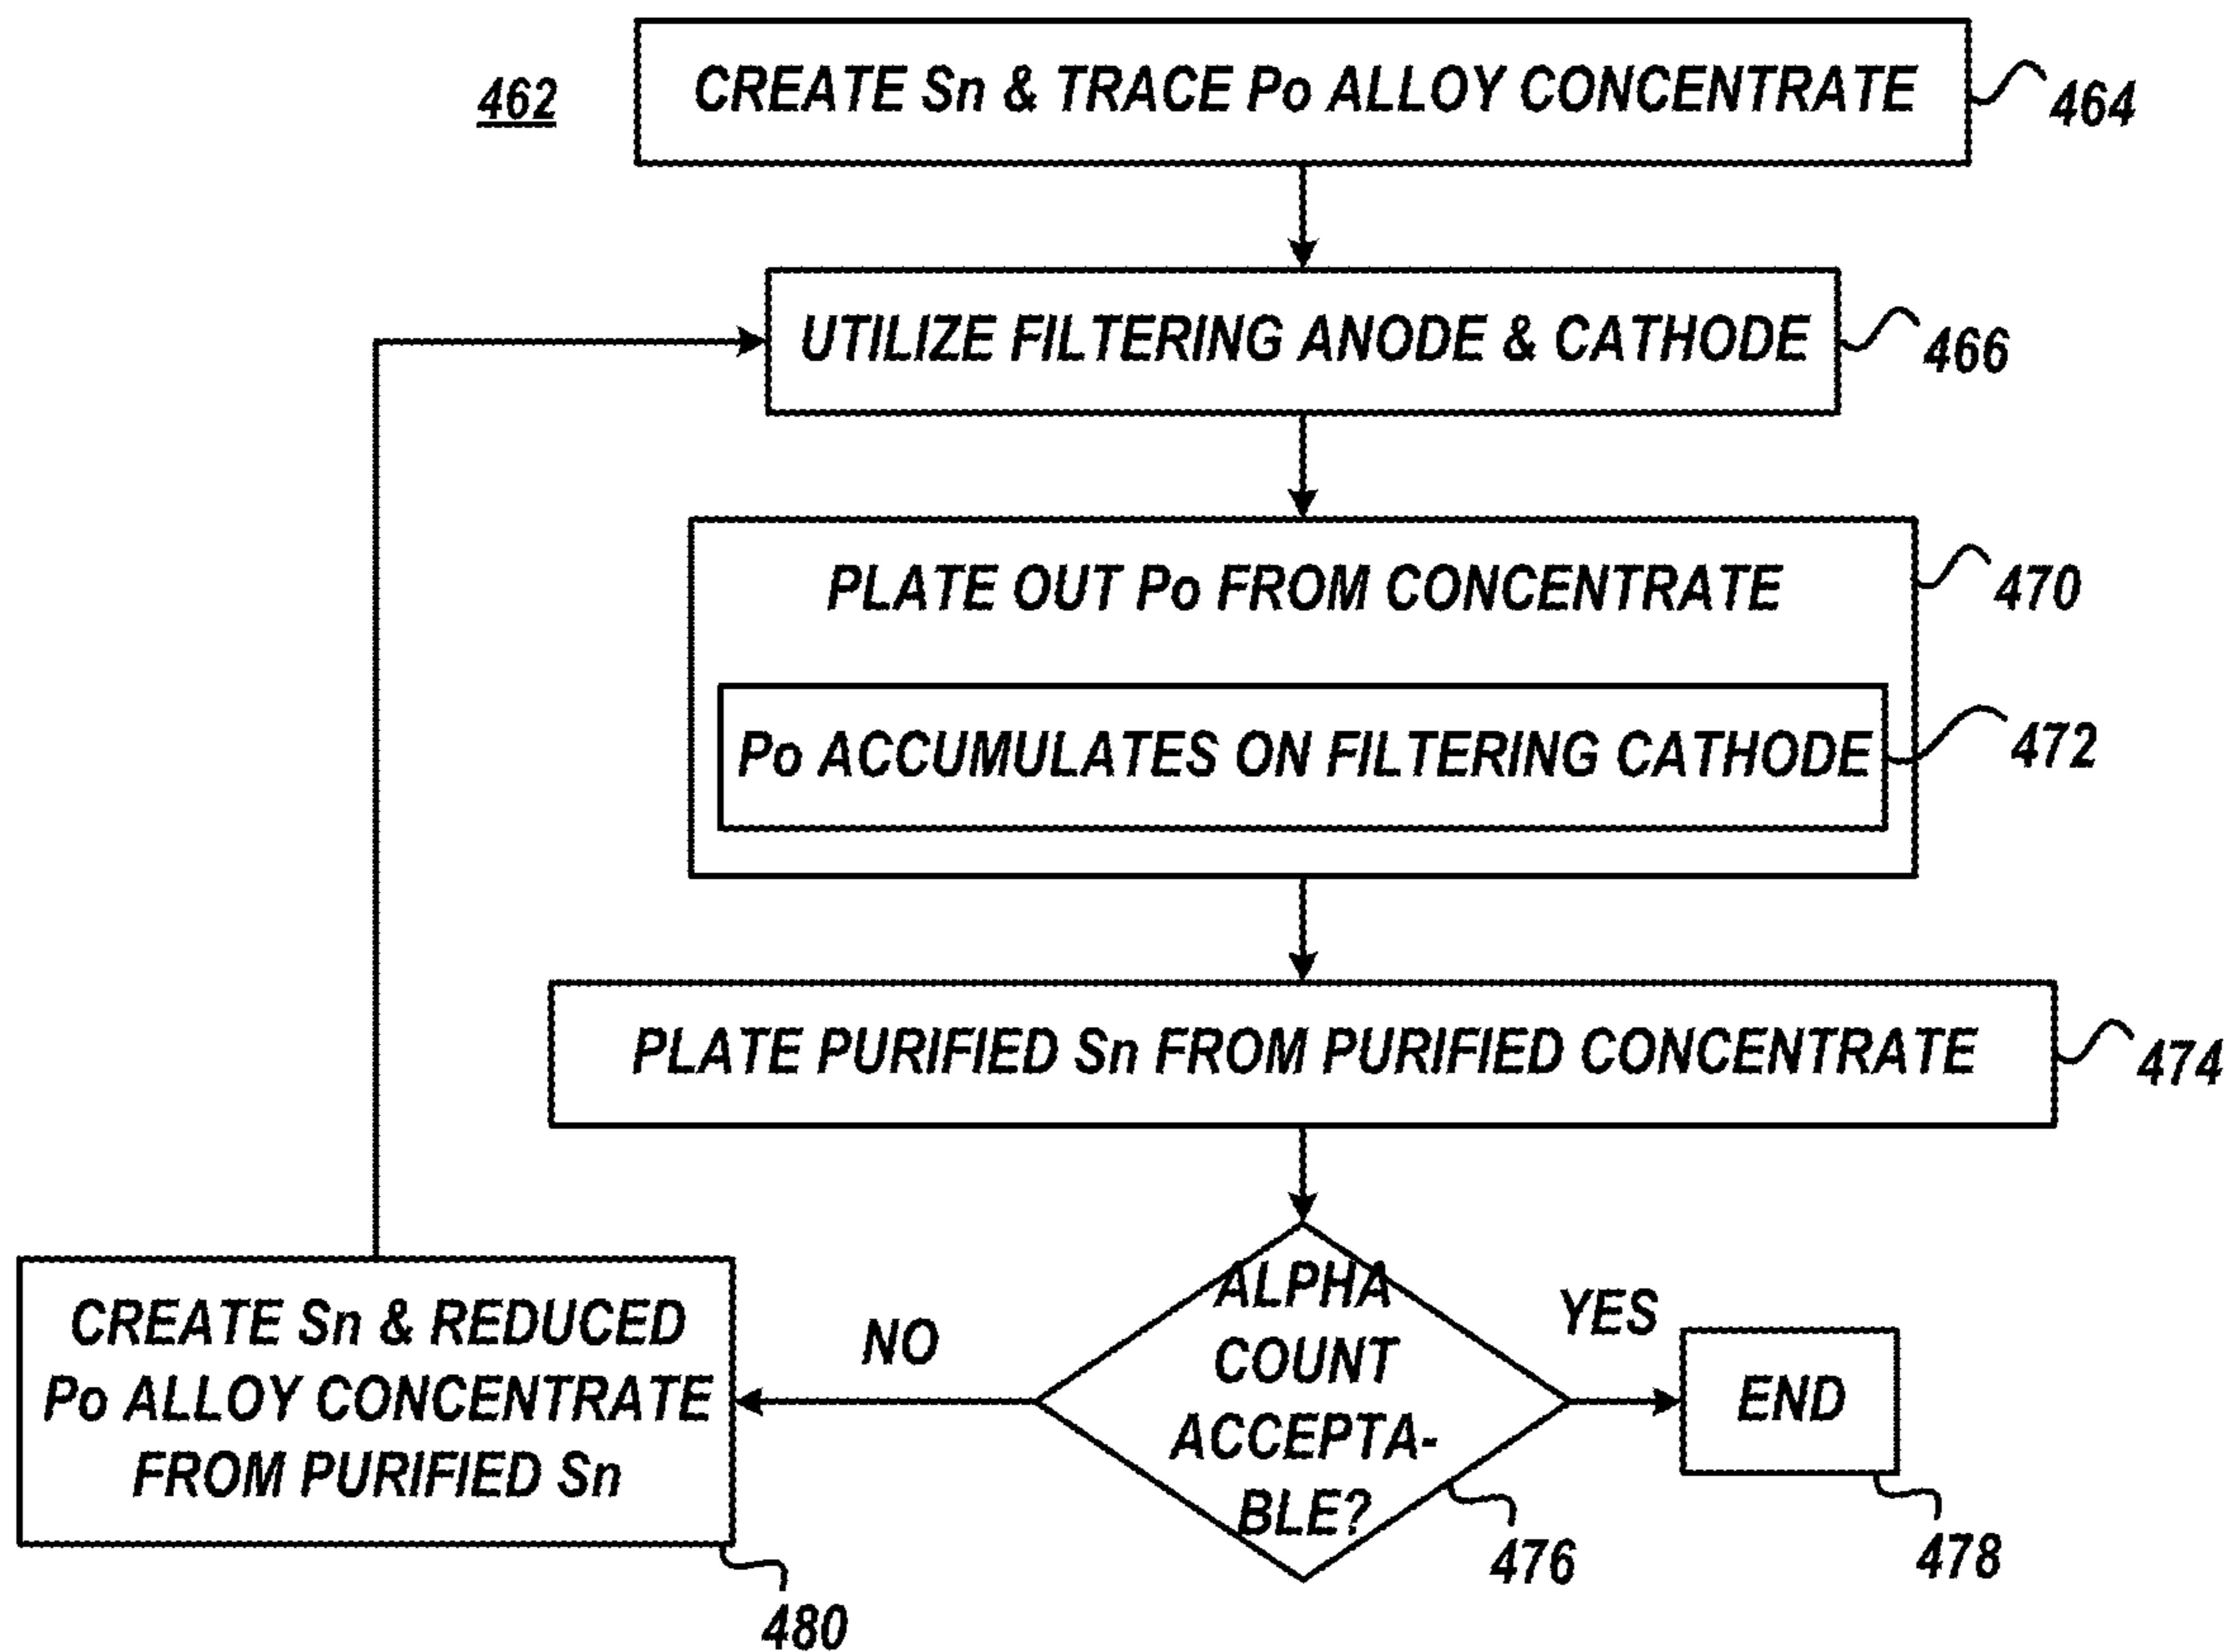 462
CREATE Sn & TRACE Po ALLOY CONCENTRATE
464
UTILIZE FILTERING ANODE & CATHODE
466
PLATE OUT Po FROM CONCENTRATE
470
Po ACCUMULATES ON FILTERING CATHODE
472
PLATE PURIFIED Sn FROM PURIFIED CONCENTRATE
474
ALPHA
COUNT
ACCEPTA-
BLE?
476
YES
END
478
NO
CREATE Sn & REDUCED
Po ALLOY CONCENTRATE
FROM PURIFIED Sn
480